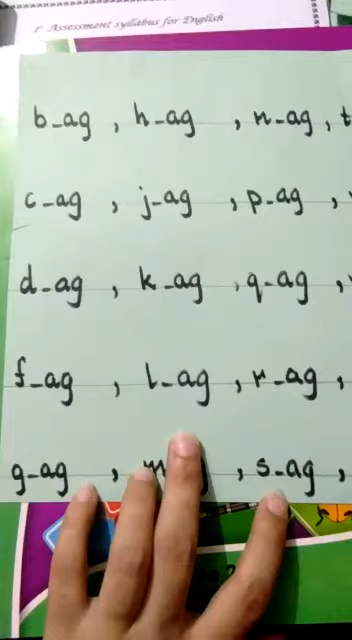 1st Assessment syllabus for English
b-ag, h-ag, n-ag, t
c-ag, j-ag, p-ag,
d-ag, k-ag, q-ag,
f-ag, l-ag, r-ag,
g-ag, s-ag,